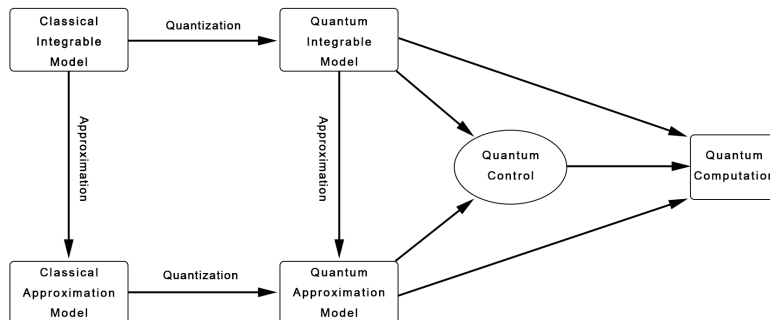 Classical
Integrable
Model
Quantization
Quantum
Integrable
Model
Approximation
Approximation
Quantum
Control
Quantum
Computation
Classical
Approximation
Model
Quantization
Quantum
Approximation
Model